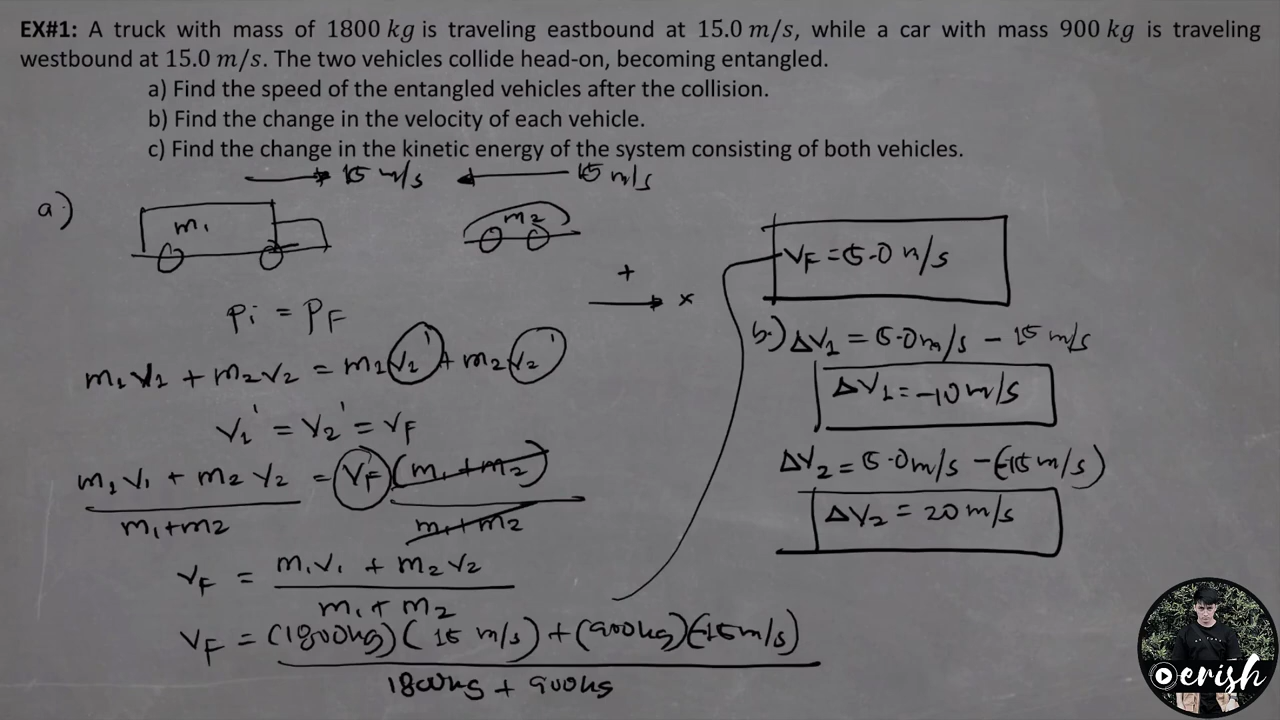 EX#1: A truck with mass of 1800 kg is traveling eastbound at 15.0 m/s, while a car with mass 900 kg is traveling
westbound at 15.0 m/s. The two vehicles collide head-on, becoming entangled.
a) Find the speed of the entangled vehicles after the collision.
b) Find the change in the velocity of each vehicle.
c) Find the change in the kinetic energy of the system consisting of both vehicles.
a)
15 m/s
15 m/s
m₁
m₂
+
x
Pi = PF
m₁v₁ + m₂v₂ = m₁v₁' + m₂v₂'
v₁' = v₂' = vF
m₁v₁ + m₂v₂ = vF(m₁+m₂)
m₁+m₂ m₁+m₂
vF = m₁v₁ + m₂v₂
m₁ + m₂
vF = (1800kg)(15 m/s) + (900kg)(-15m/s)
1800kg + 900kg
vF = 5.0 m/s
b.) Δv₁ = 5.0m/s - 15 m/s
Δv₁ = -10 m/s
Δv₂ = 5.0m/s - (-15 m/s)
Δv₂ = 20 m/s
erish